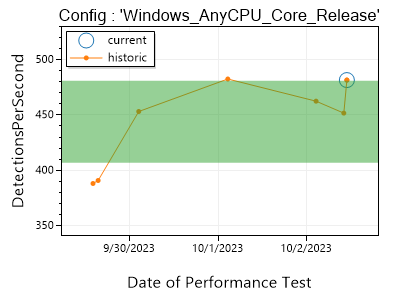 Config : 'Windows_AnyCPU_Core_Release'
current
historic
500
450
400
350
DetectionsPerSecond
9/30/2023
10/1/2023
10/2/2023
Date of Performance Test